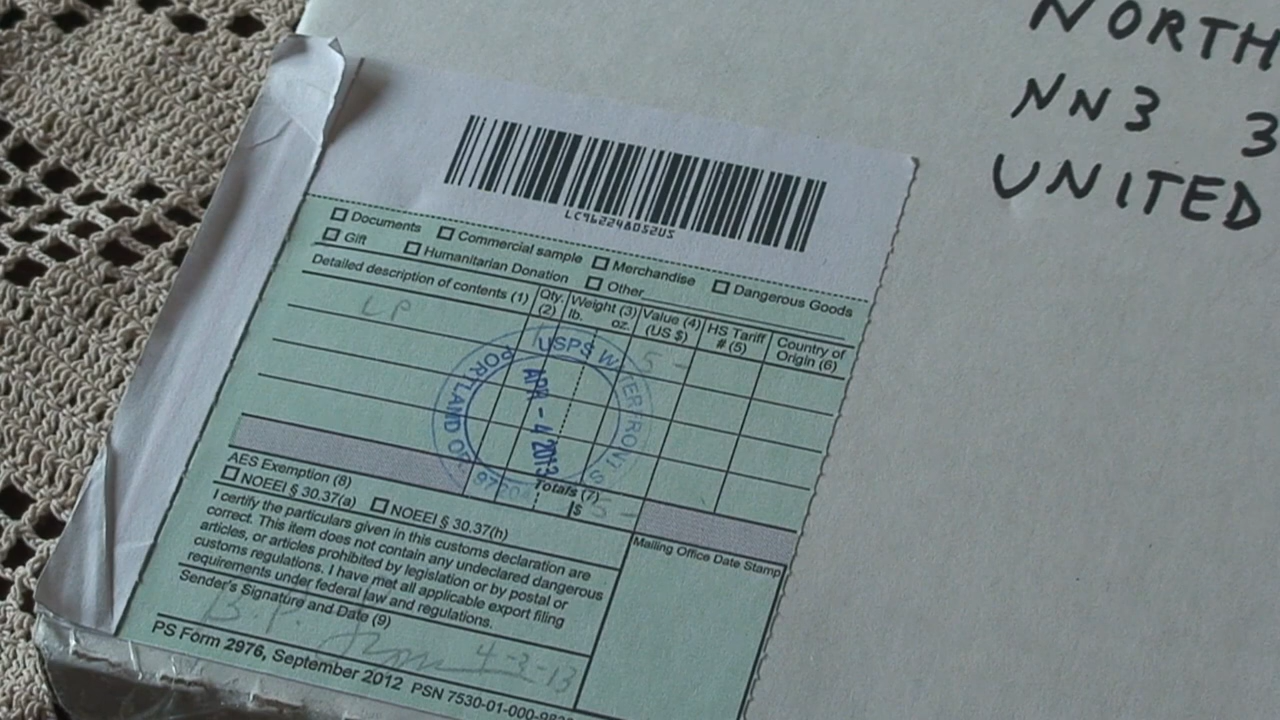 NORTH
NN3 3
UNITED
LC962248052US
Documents Commercial sample Merchandise Dangerous Goods
Gift Humanitarian Donation Other
Detailed description of contents (1) Qty. (2) Weight (3) lb. oz. Value (4) (US $) HS Tariff # (5) Country of Origin (6)
LP 5 -
USPS WATERFRONT S
PORTLAND OR
APR - 4 2013
Totals (7)
$ 5 -
AES Exemption (8)
NOEEI § 30.37(a) NOEEI § 30.37(h)
I certify the particulars given in this customs declaration are
correct. This item does not contain any undeclared dangerous
articles, or articles prohibited by legislation or by postal or
customs regulations. I have met all applicable export filing
requirements under federal law and regulations.
Sender's Signature and Date (9)
4-3-13
Mailing Office Date Stamp
PS Form 2976, September 2012 PSN 7530-01-000-983